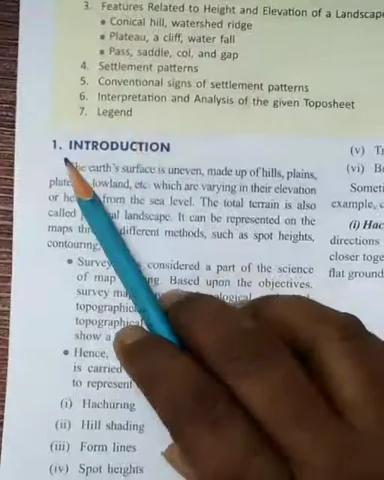 3. Features Related to Height and Elevation of a Landscape
• Conical hill, watershed ridge
• Plateau, a cliff, water fall
• Pass, saddle, col, and gap
4. Settlement patterns
5. Conventional signs of settlement patterns
6. Interpretation and Analysis of the given Toposheet
7. Legend
1. INTRODUCTION
The earth's surface is uneven, made up of hills, plains,
lowland, etc. which are varying in their elevation
or from the sea level. The total terrain is also
called landscape. It can be represented on the
maps different methods, such as spot heights,
contouring,
• Survey considered a part of the science
of map Based upon the objectives,
survey
show a
• Hence,
is carried
to represent
(i) Hachuring
(ii) Hill shading
(iii) Form lines
(iv) Spot heights
(v)
(vi)
example,
(i)
directions
closer
flat ground